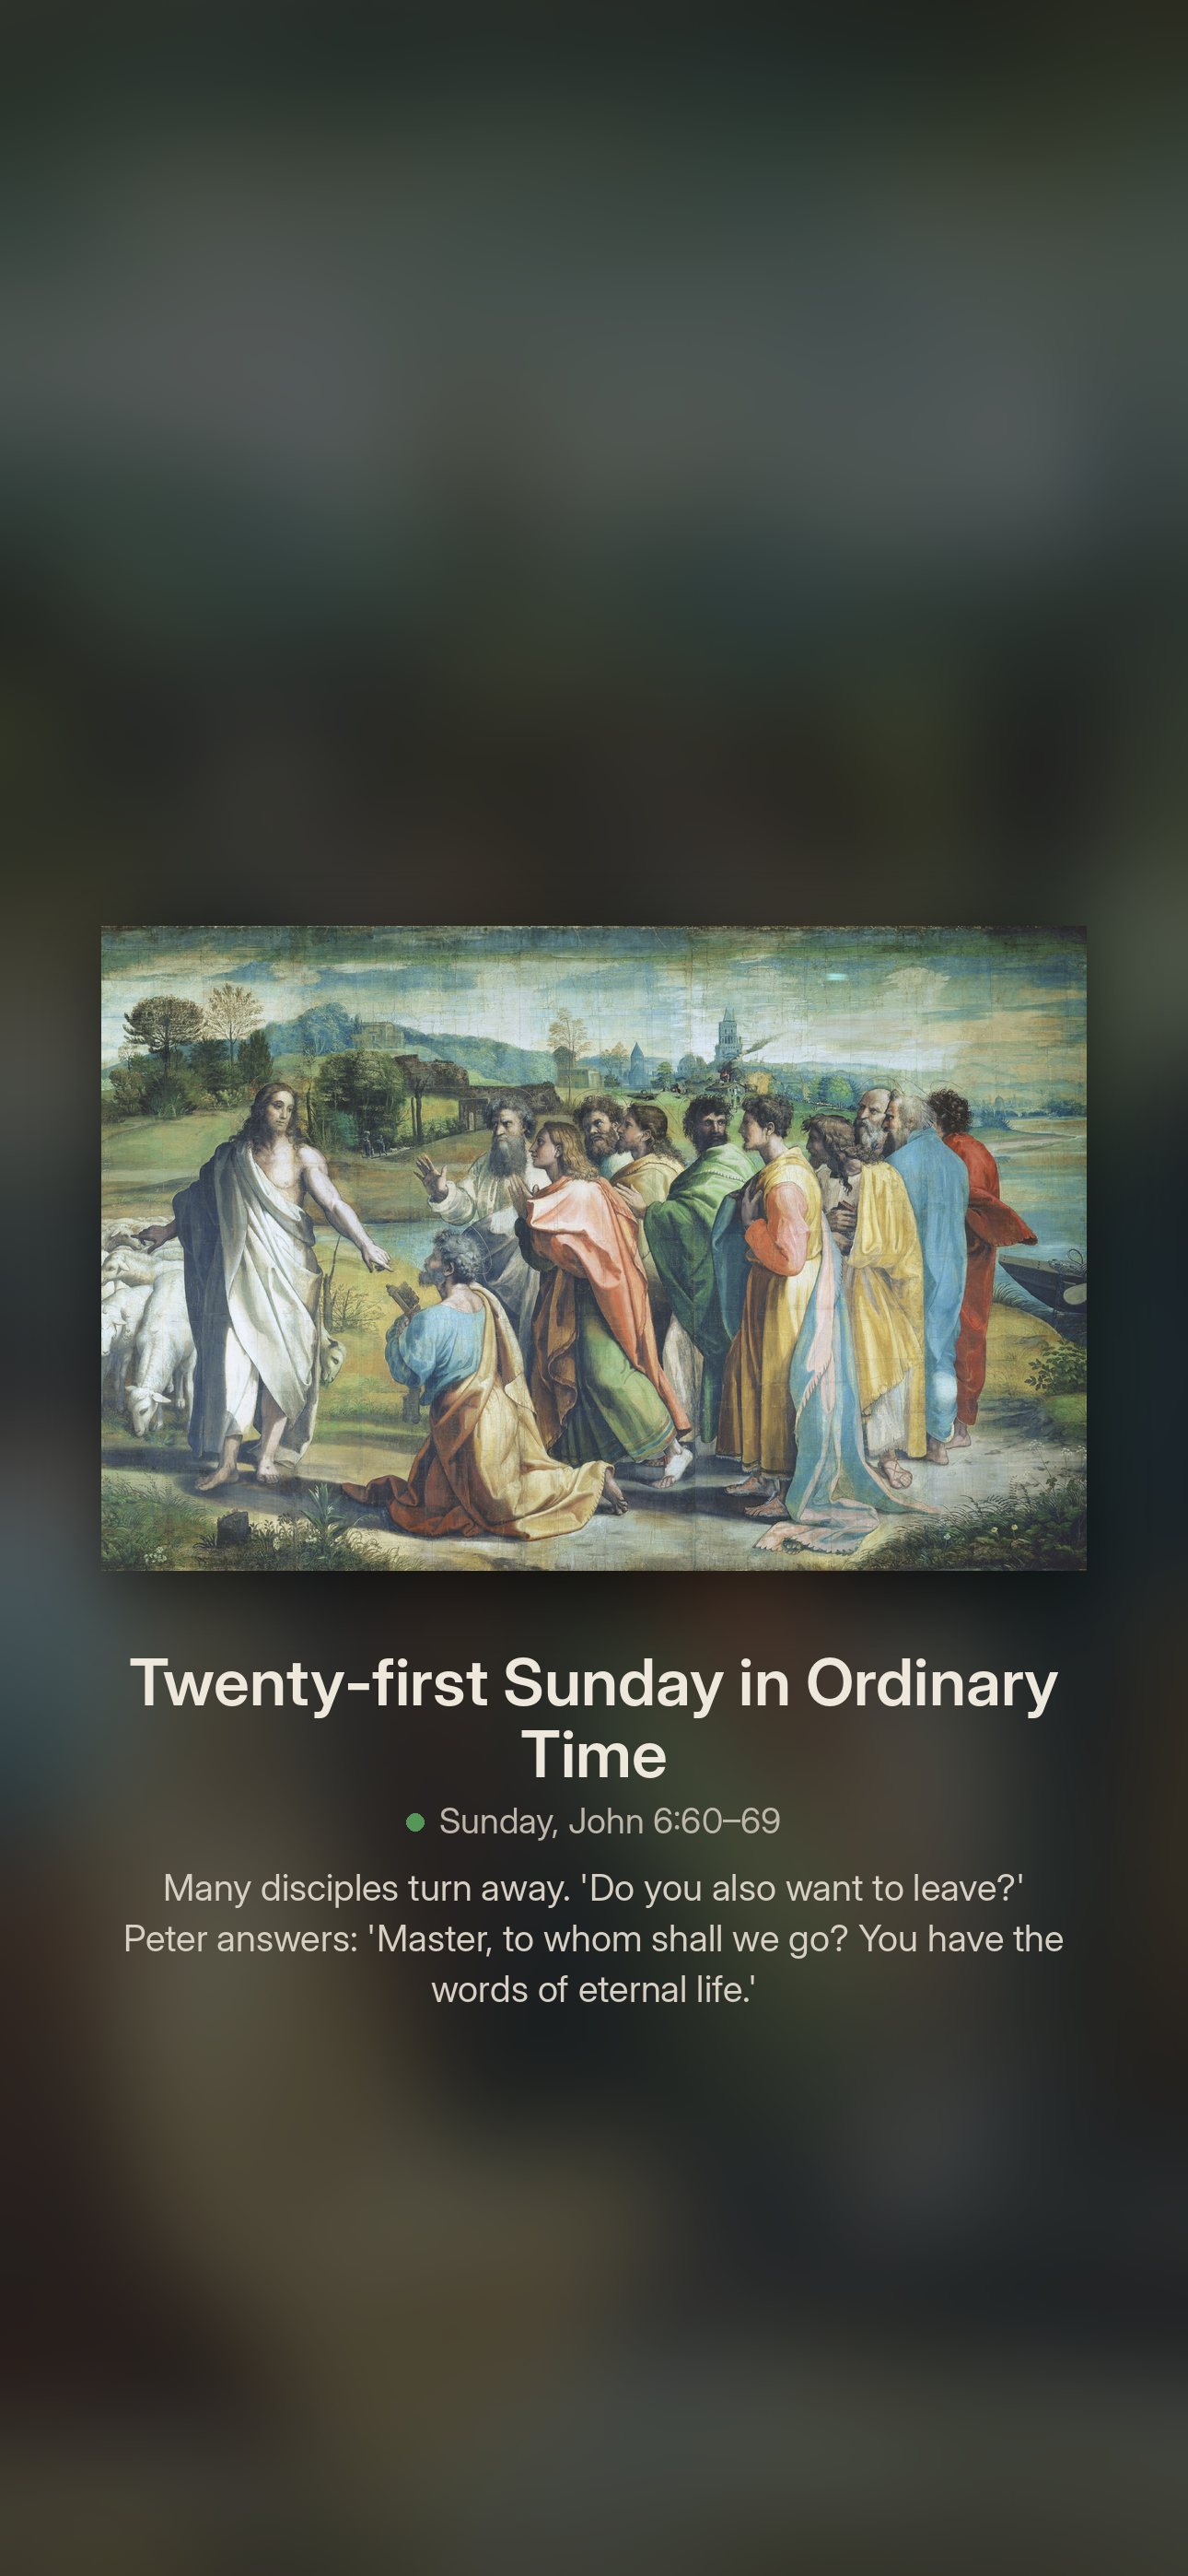 Twenty-first Sunday in Ordinary
Time
Sunday, John 6:60–69
Many disciples turn away. 'Do you also want to leave?'
Peter answers: 'Master, to whom shall we go? You have the
words of eternal life.'